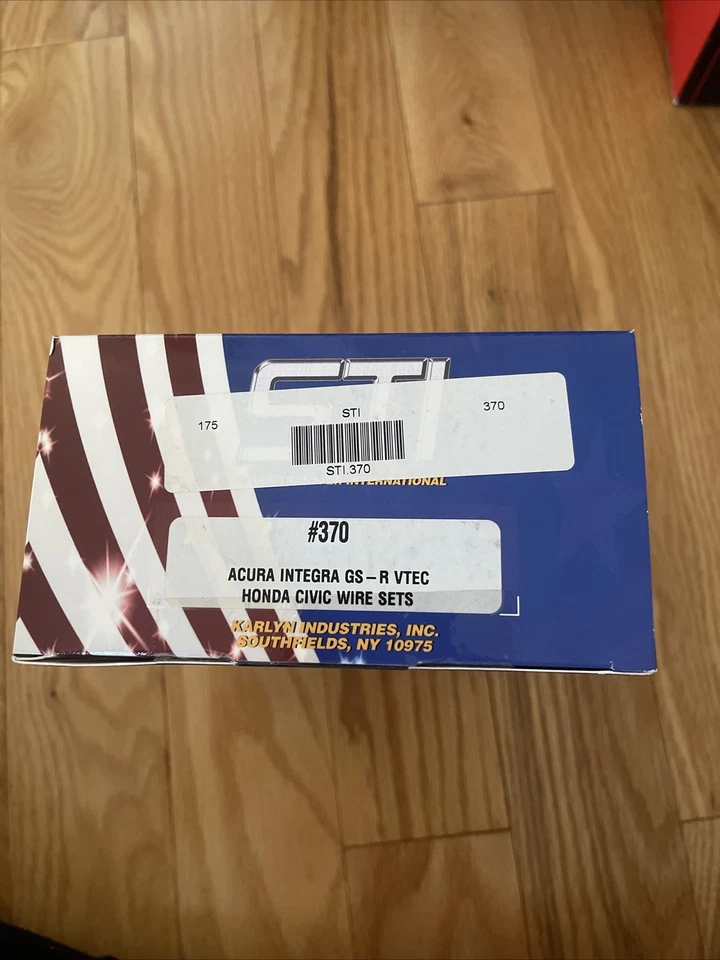 STI
175 STI 370
STI.370
INTERNATIONAL
#370
ACURA INTEGRA GS-R VTEC
HONDA CIVIC WIRE SETS
KARLYN INDUSTRIES, INC.
SOUTHFIELDS, NY 10975